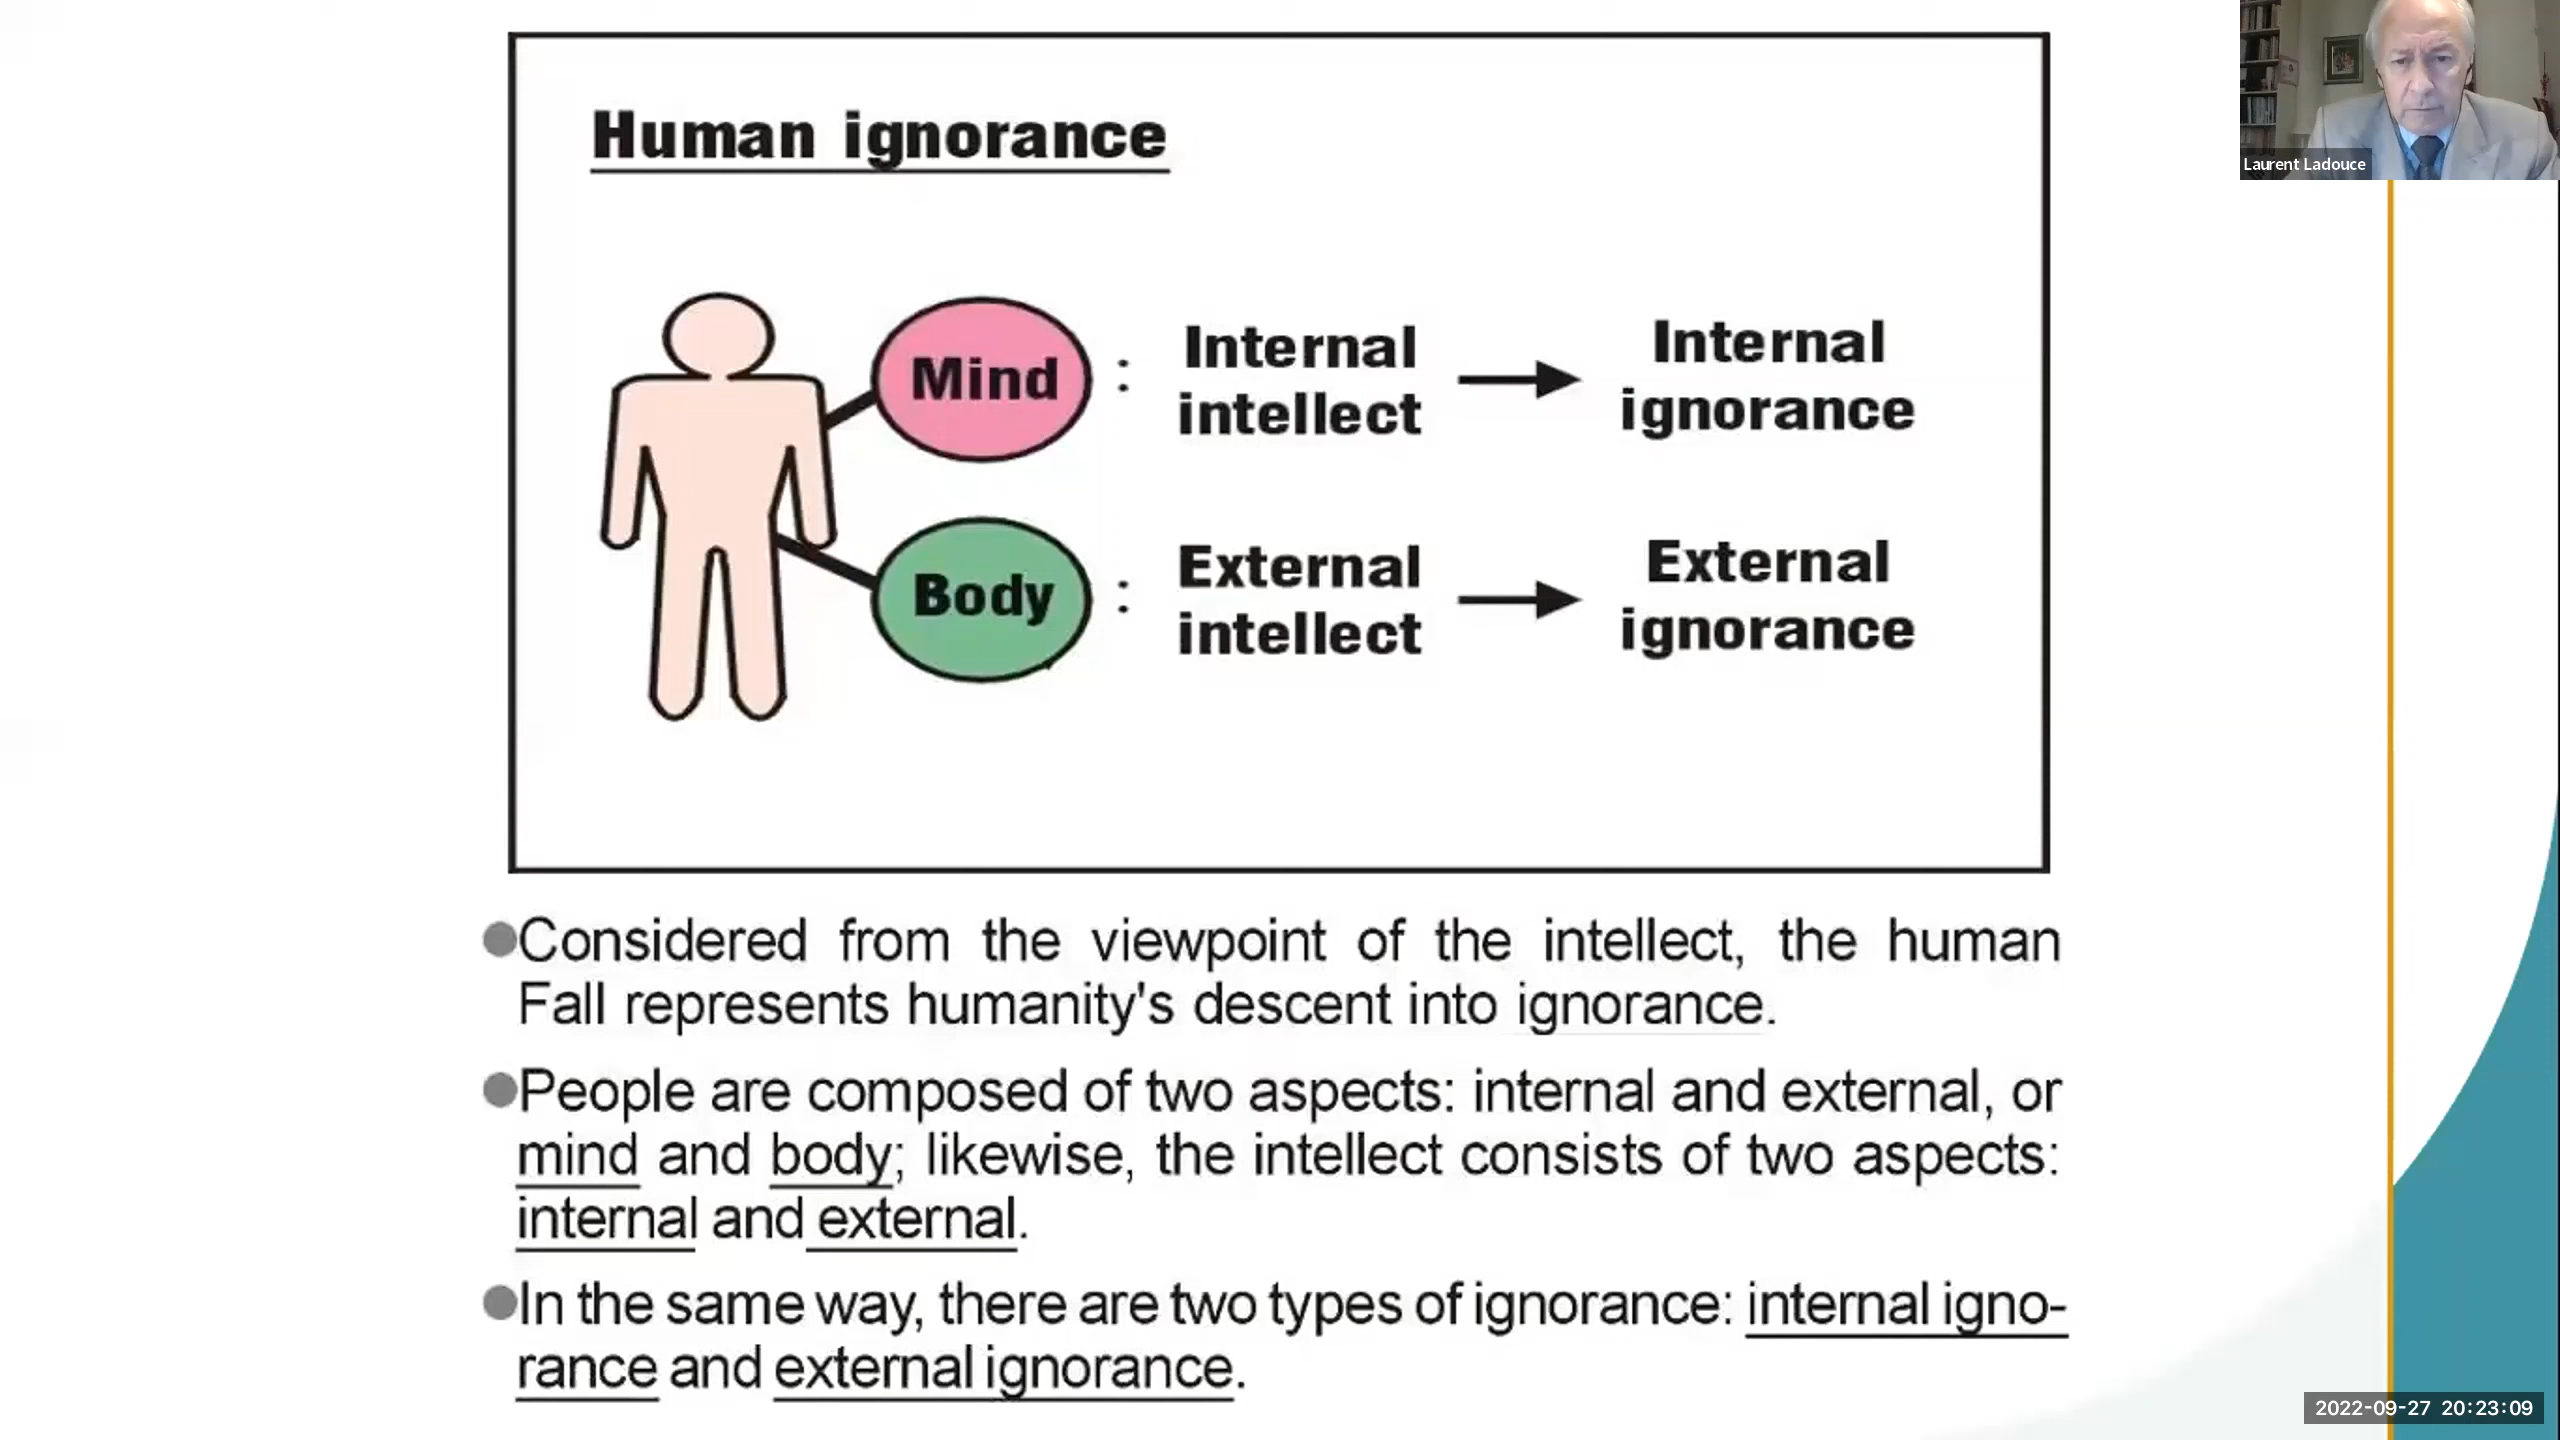 Human ignorance
Mind : Internal intellect → Internal ignorance
Body : External intellect → External ignorance
Laurent Ladouce
●Considered from the viewpoint of the intellect, the human
Fall represents humanity's descent into ignorance.
●People are composed of two aspects: internal and external, or
mind and body; likewise, the intellect consists of two aspects:
internal and external.
●In the same way, there are two types of ignorance: internal igno-
rance and external ignorance.
2022-09-27 20:23:09